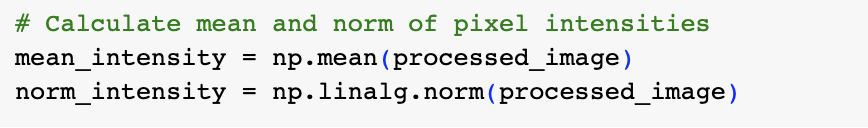 # Calculate mean and norm of pixel intensities
mean_intensity = np.mean(processed_image)
norm_intensity = np.linalg.norm(processed_image)